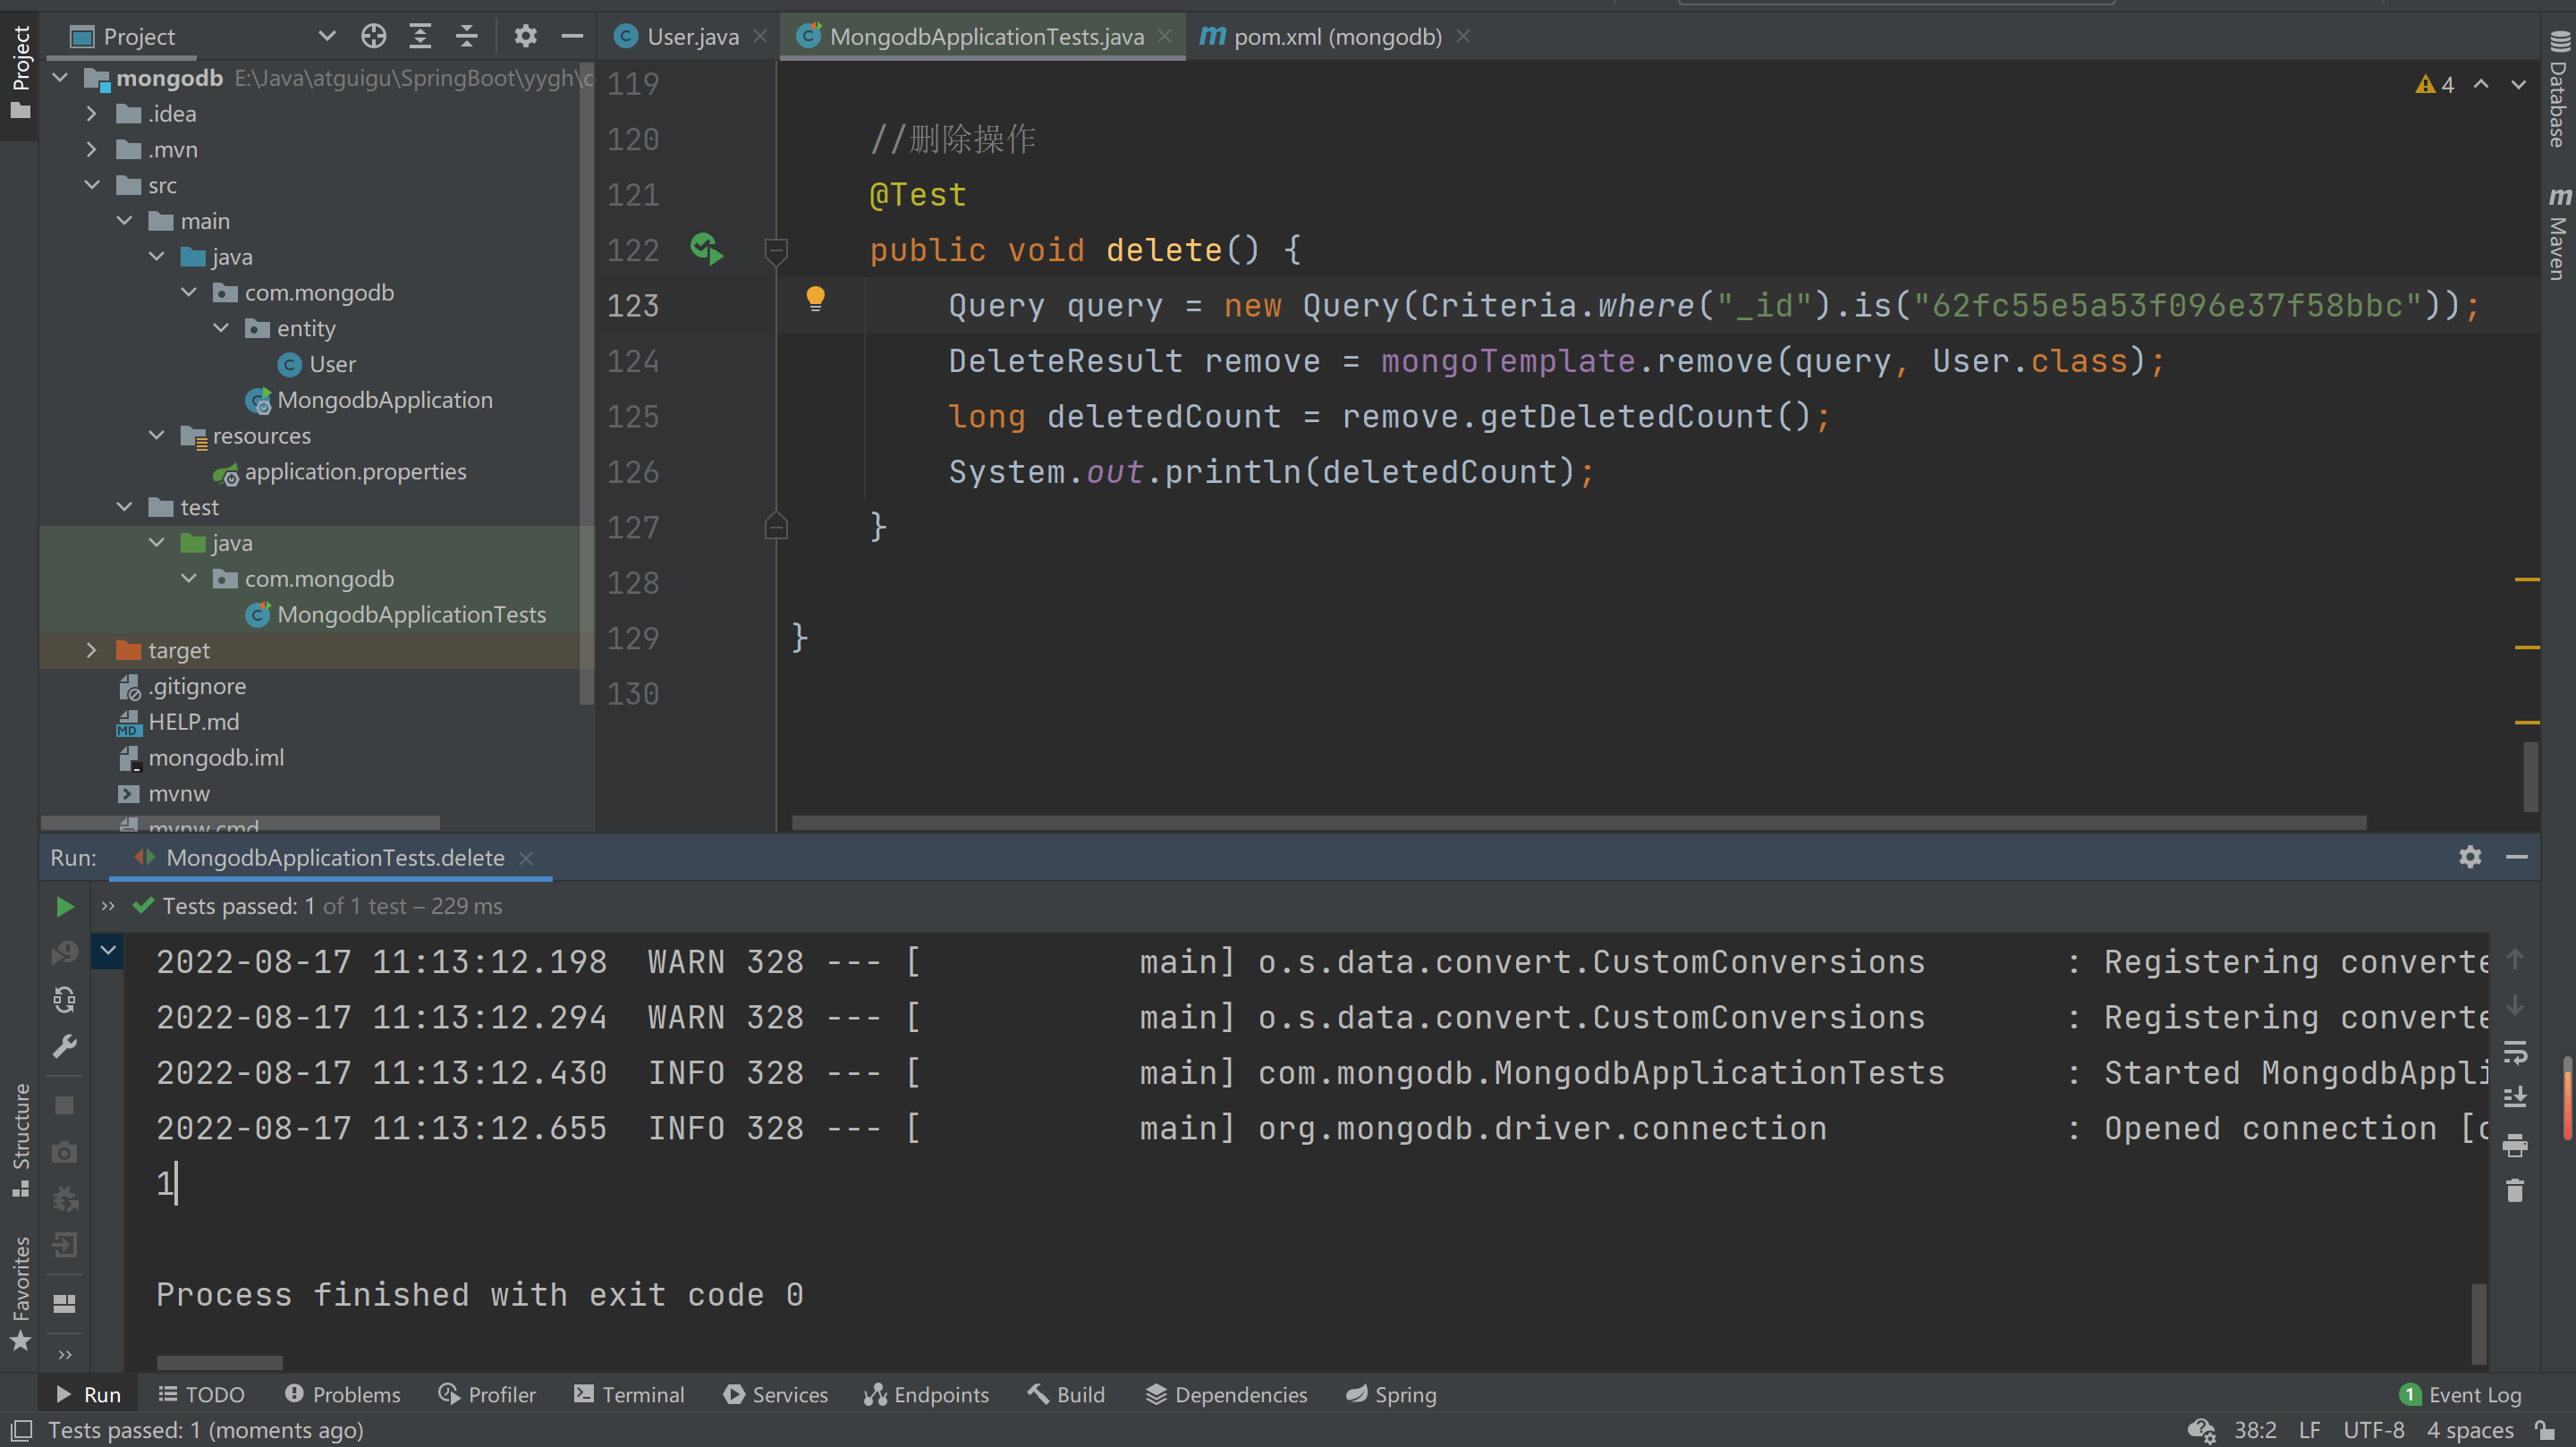 Project
User.java
MongodbApplicationTests.java
pom.xml (mongodb)
Project
mongodb E:\Java\atguigu\SpringBoot\yygh\
.idea
.mvn
src
main
java
com.mongodb
entity
User
MongodbApplication
resources
application.properties
test
java
com.mongodb
MongodbApplicationTests
target
.gitignore
HELP.md
mongodb.iml
mvnw
mvnw.cmd
4
119
120 //删除操作
121 @Test
122 public void delete() {
123 Query query = new Query(Criteria.where("_id").is("62fc55e5a53f096e37f58bbc"));
124 DeleteResult remove = mongoTemplate.remove(query, User.class);
125 long deletedCount = remove.getDeletedCount();
126 System.out.println(deletedCount);
127 }
128
129 }
130
Database
Maven
Run: MongodbApplicationTests.delete
Tests passed: 1 of 1 test – 229 ms
2022-08-17 11:13:12.198 WARN 328 --- [ main] o.s.data.convert.CustomConversions : Registering converte
2022-08-17 11:13:12.294 WARN 328 --- [ main] o.s.data.convert.CustomConversions : Registering converte
2022-08-17 11:13:12.430 INFO 328 --- [ main] com.mongodb.MongodbApplicationTests : Started MongodbAppli
2022-08-17 11:13:12.655 INFO 328 --- [ main] org.mongodb.driver.connection : Opened connection [c
1
Process finished with exit code 0
Structure
Favorites
Run TODO Problems Profiler Terminal Services Endpoints Build Dependencies Spring 1 Event Log
Tests passed: 1 (moments ago) 38:2 LF UTF-8 4 spaces